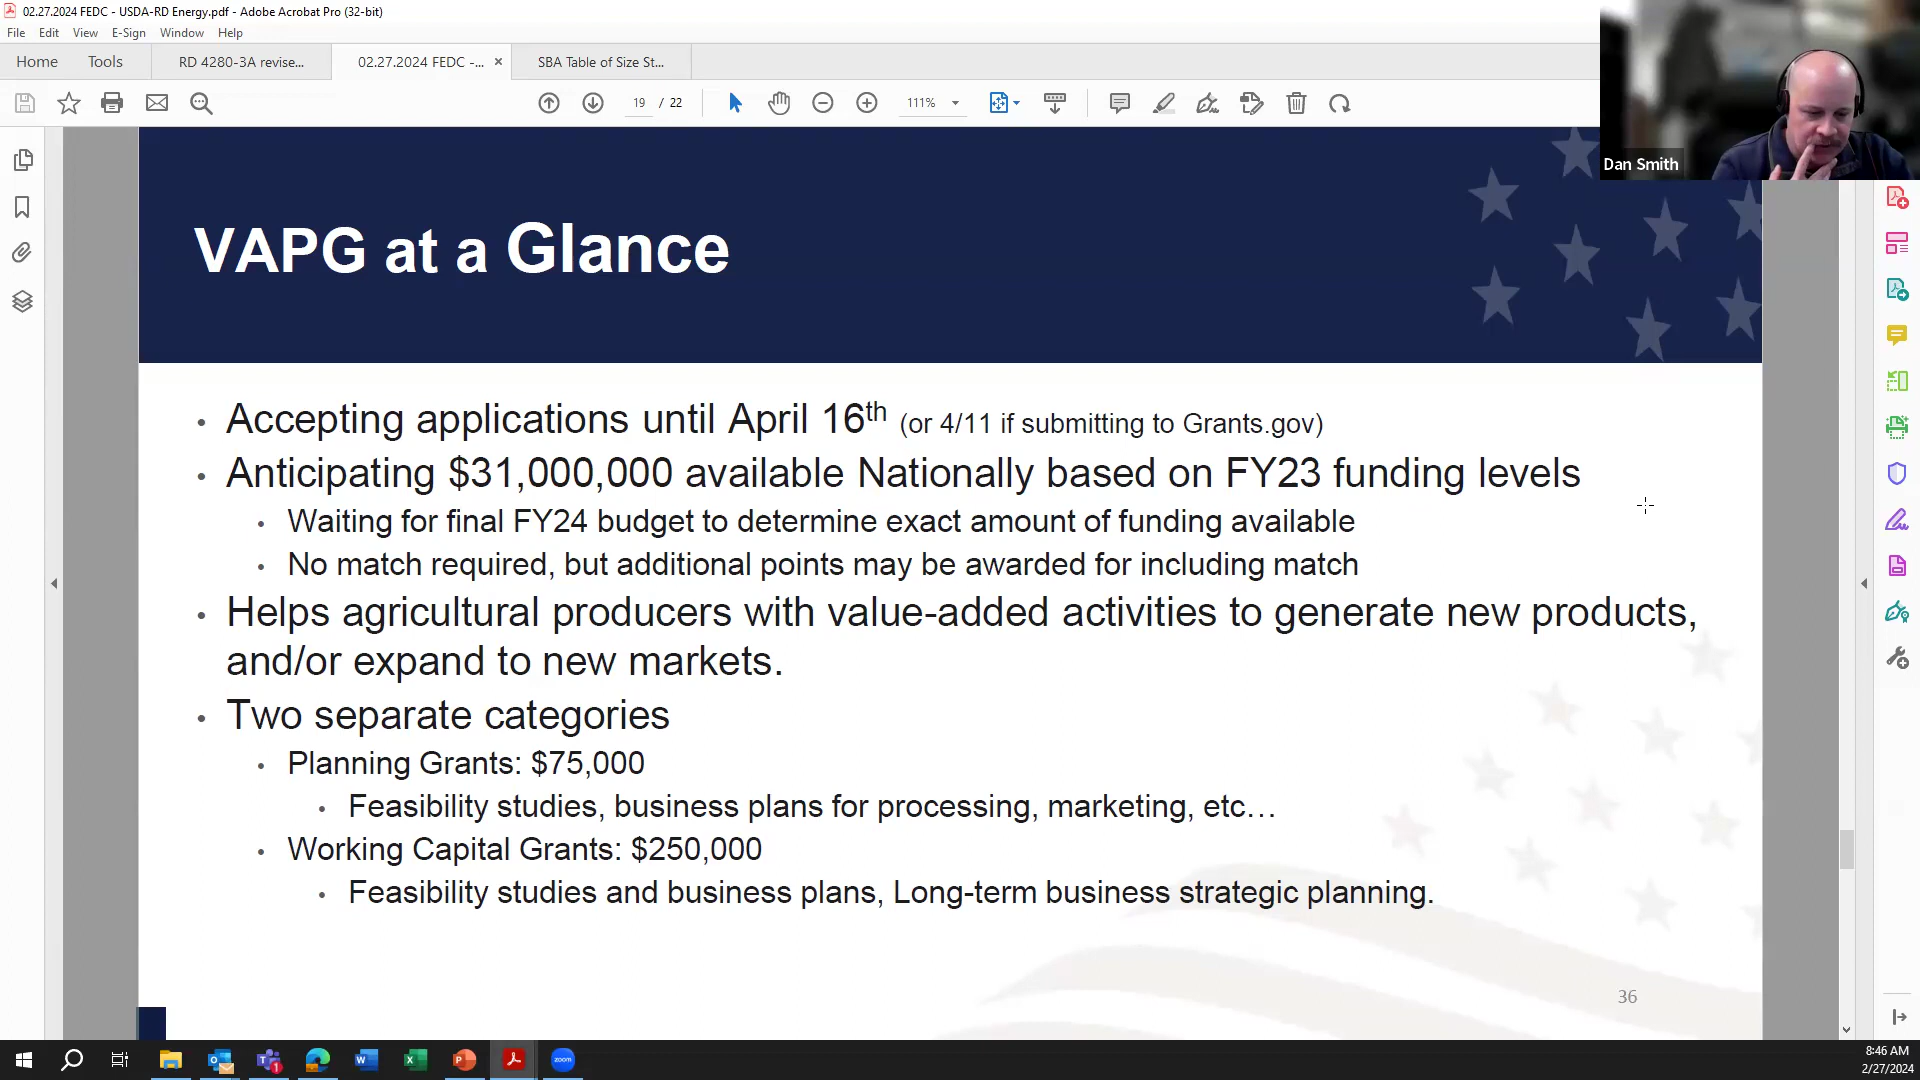 02.27.2024 FEDC - USDA-RD Energy.pdf - Adobe Acrobat Pro (32-bit)
File Edit View E-Sign Window Help
Home Tools RD 4280-3A revise... 02.27.2024 FEDC -... × SBA Table of Size St...
19 / 22 111%
Dan Smith
VAPG at a Glance
• Accepting applications until April 16th (or 4/11 if submitting to Grants.gov)
• Anticipating $31,000,000 available Nationally based on FY23 funding levels
• Waiting for final FY24 budget to determine exact amount of funding available
• No match required, but additional points may be awarded for including match
• Helps agricultural producers with value-added activities to generate new products,
and/or expand to new markets.
• Two separate categories
• Planning Grants: $75,000
• Feasibility studies, business plans for processing, marketing, etc…
• Working Capital Grants: $250,000
• Feasibility studies and business plans, Long-term business strategic planning.
36
1
zoom
8:46 AM
2/27/2024